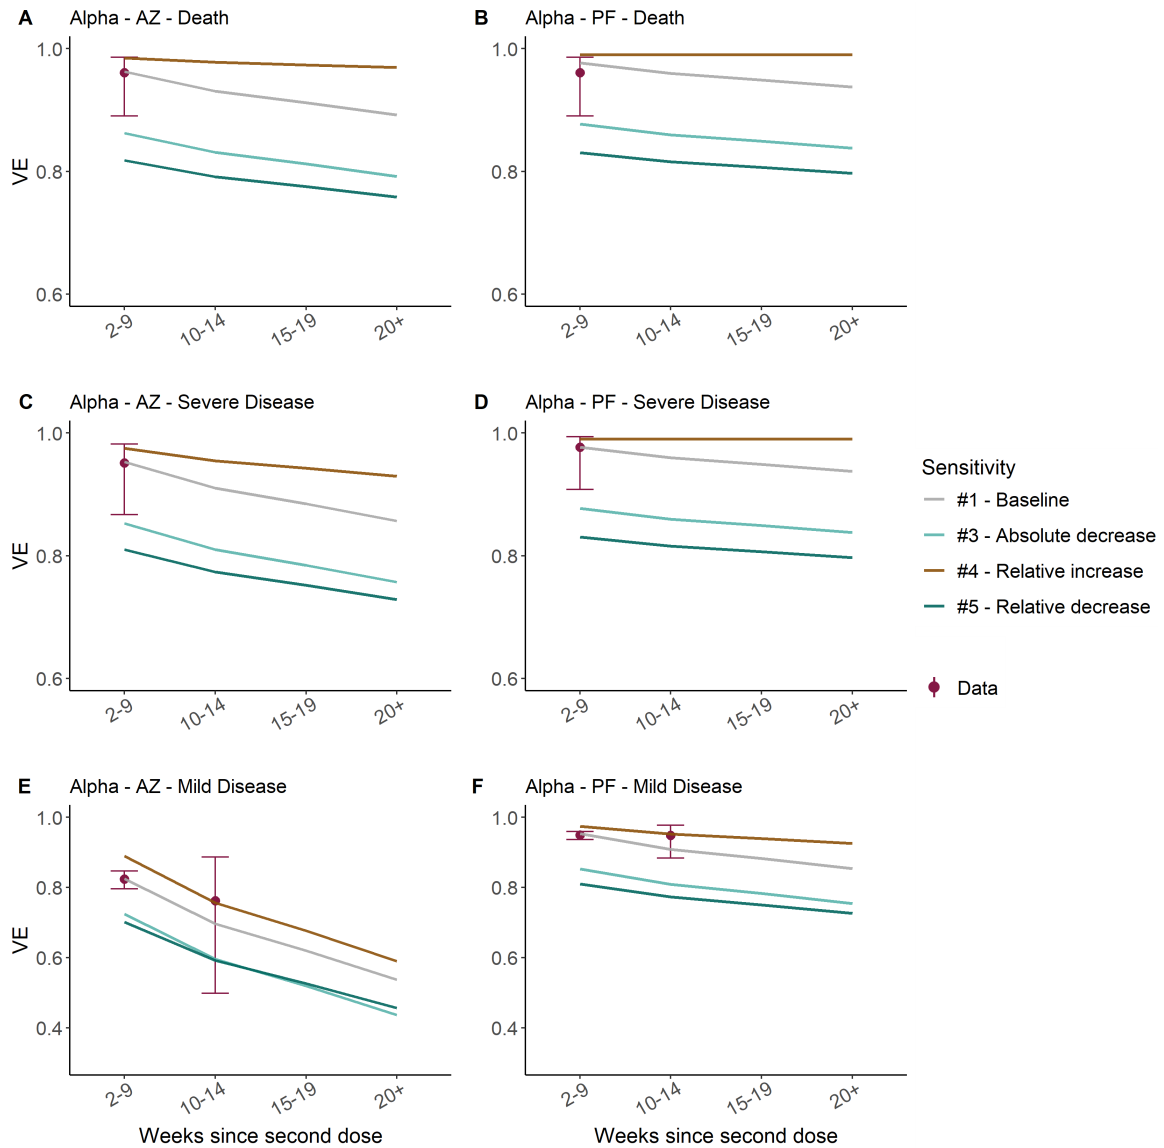 A Alpha - AZ - Death
VE
1.0
0.8
0.6
2-9 10-14 15-19 20+
B Alpha - PF - Death
1.0
0.8
0.6
2-9 10-14 15-19 20+
C Alpha - AZ - Severe Disease
VE
1.0
0.8
0.6
2-9 10-14 15-19 20+
D Alpha - PF - Severe Disease
1.0
0.8
0.6
2-9 10-14 15-19 20+
E Alpha - AZ - Mild Disease
VE
1.0
0.8
0.6
0.4
2-9 10-14 15-19 20+
Weeks since second dose
F Alpha - PF - Mild Disease
1.0
0.8
0.6
0.4
2-9 10-14 15-19 20+
Weeks since second dose
Sensitivity
#1 - Baseline
#3 - Absolute decrease
#4 - Relative increase
#5 - Relative decrease
Data